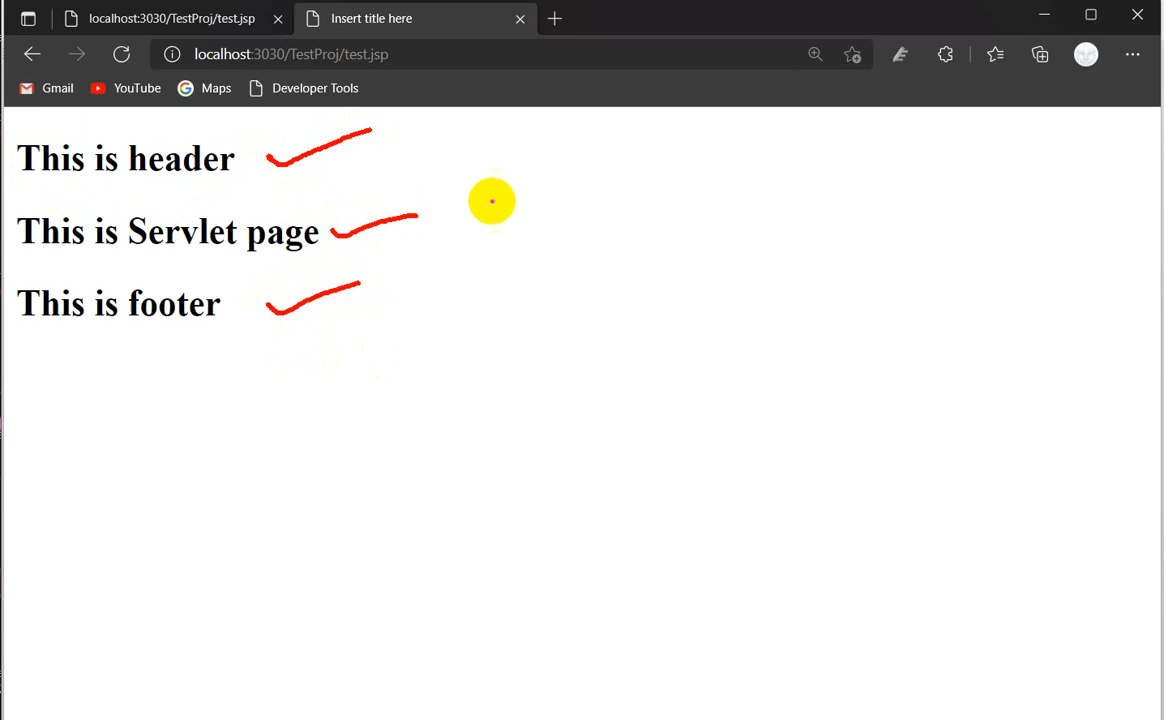 localhost:3030/TestProj/test.jsp Insert title here
localhost:3030/TestProj/test.jsp
Gmail YouTube Maps Developer Tools
This is header
This is Servlet page
This is footer